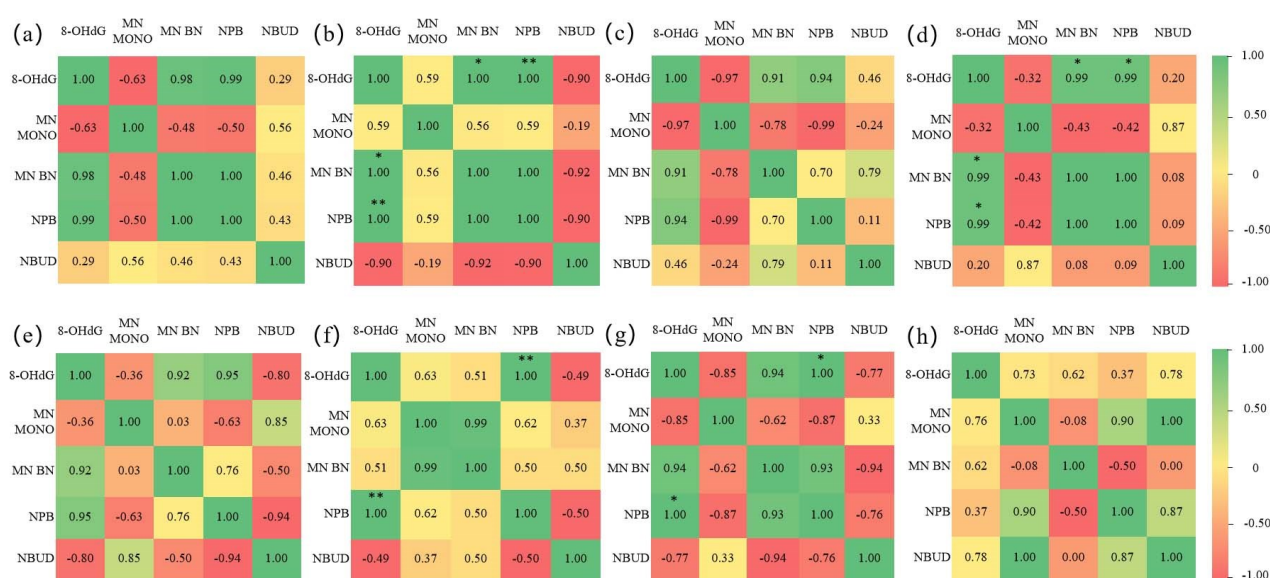 (a) 8-OHdG MN MONO MN BN NPB NBUD
8-OHdG 1.00 -0.63 0.98 0.99 0.29
MN MONO -0.63 1.00 -0.48 -0.50 0.56
MN BN 0.98 -0.48 1.00 1.00 0.46
NPB 0.99 -0.50 1.00 1.00 0.43
NBUD 0.29 0.56 0.46 0.43 1.00
(b) 8-OHdG MN MONO MN BN NPB NBUD
* **
8-OHdG 1.00 0.59 1.00 1.00 -0.90
MN MONO 0.59 1.00 0.56 0.59 -0.19
*
MN BN 1.00 0.56 1.00 1.00 -0.92
**
NPB 1.00 0.59 1.00 1.00 -0.90
NBUD -0.90 -0.19 -0.92 -0.90 1.00
(c) 8-OHdG MN MONO MN BN NPB NBUD
8-OHdG 1.00 -0.97 0.91 0.94 0.46
MN MONO -0.97 1.00 -0.78 -0.99 -0.24
MN BN 0.91 -0.78 1.00 0.70 0.79
NPB 0.94 -0.99 0.70 1.00 0.11
NBUD 0.46 -0.24 0.79 0.11 1.00
(d) 8-OHdG MN MONO MN BN NPB NBUD
* *
8-OHdG 1.00 -0.32 0.99 0.99 0.20
MN MONO -0.32 1.00 -0.43 -0.42 0.87
*
MN BN 0.99 -0.43 1.00 1.00 0.08
*
NPB 0.99 -0.42 1.00 1.00 0.09
NBUD 0.20 0.87 0.08 0.09 1.00
1.00
0.50
0
-0.50
-1.00
(e) 8-OHdG MN MONO MN BN NPB NBUD
8-OHdG 1.00 -0.36 0.92 0.95 -0.80
MN MONO -0.36 1.00 0.03 -0.63 0.85
MN BN 0.92 0.03 1.00 0.76 -0.50
NPB 0.95 -0.63 0.76 1.00 -0.94
NBUD -0.80 0.85 -0.50 -0.94 1.00
(f) 8-OHdG MN MONO MN BN NPB NBUD
**
8-OHdG 1.00 0.63 0.51 1.00 -0.49
MN MONO 0.63 1.00 0.99 0.62 0.37
MN BN 0.51 0.99 1.00 0.50 0.50
**
NPB 1.00 0.62 0.50 1.00 -0.50
NBUD -0.49 0.37 0.50 -0.50 1.00
(g) 8-OHdG MN MONO MN BN NPB NBUD
*
8-OHdG 1.00 -0.85 0.94 1.00 -0.77
MN MONO -0.85 1.00 -0.62 -0.87 0.33
MN BN 0.94 -0.62 1.00 0.93 -0.94
*
NPB 1.00 -0.87 0.93 1.00 -0.76
NBUD -0.77 0.33 -0.94 -0.76 1.00
(h) 8-OHdG MN MONO MN BN NPB NBUD
8-OHdG 1.00 0.73 0.62 0.37 0.78
MN MONO 0.76 1.00 -0.08 0.90 1.00
MN BN 0.62 -0.08 1.00 -0.50 0.00
NPB 0.37 0.90 -0.50 1.00 0.87
NBUD 0.78 1.00 0.00 0.87 1.00
1.00
0.50
0
-0.50
-1.00